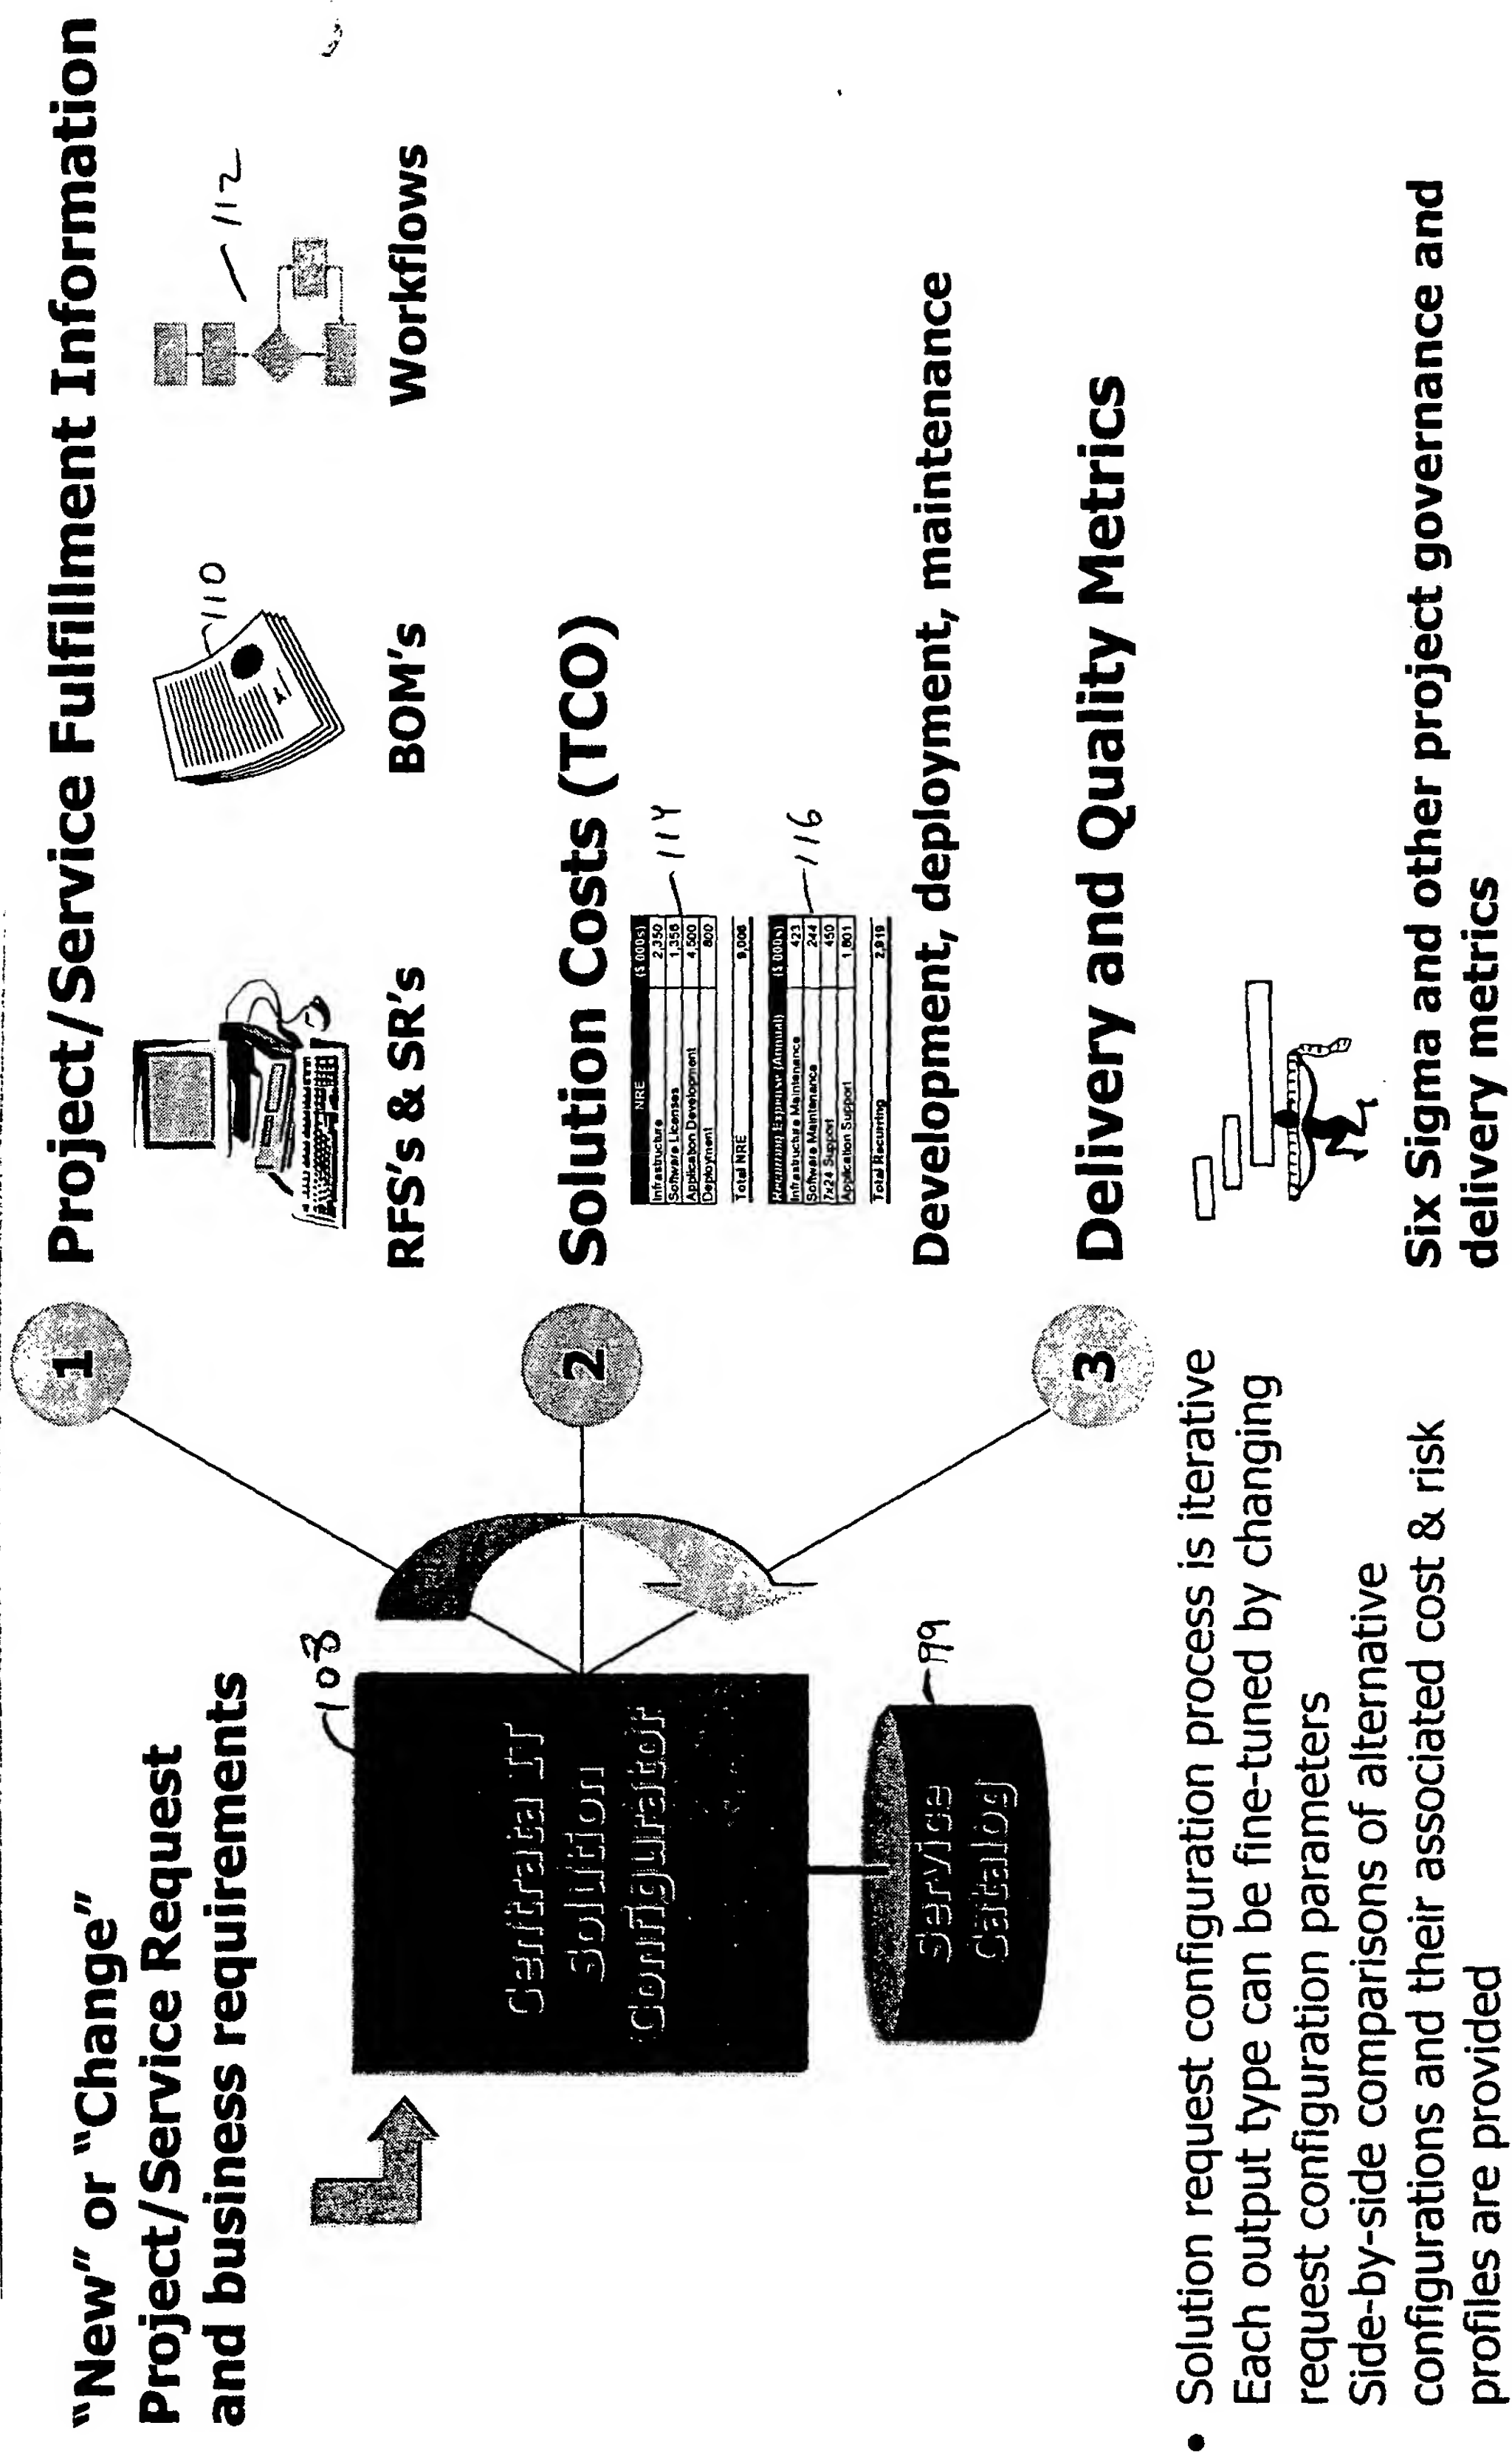 “New” or “Change”
Project/Service Request
and business requirements
108
Centrata IT
Solution
Configurator
Service
Catalog
99
1
Project/Service Fulfillment Information
110
112
RFS's & SR's
BOM's
Workflows
2
Solution Costs (TCO)
NRE ($ 000s)
Infrastructure 2,350
Software Licenses 1,356
Application Development 4,500
Deployment 800
Total NRE 9,006
114
Recurring Expense (Annual) ($ 000s)
Infrastructure Maintenance 423
Software Maintenance 244
7x24 Support 450
Application Support 1,801
Total Recurring 2,919
116
Development, deployment, maintenance
3
Delivery and Quality Metrics
Six Sigma and other project governance and
delivery metrics
• Solution request configuration process is iterative
Each output type can be fine-tuned by changing
request configuration parameters
Side-by-side comparisons of alternative
configurations and their associated cost & risk
profiles are provided